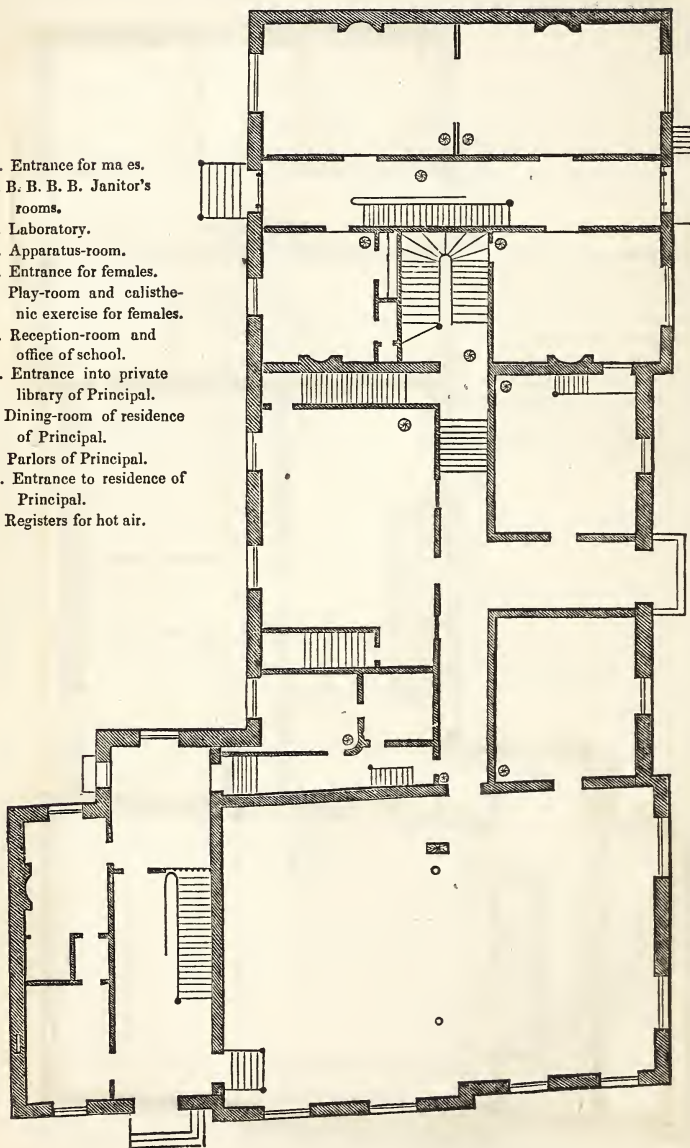 . Entrance for ma es.
B. B. B. B. Janitor's
rooms.
. Laboratory.
. Apparatus-room.
. Entrance for females.
Play-room and calisthe-
nic exercise for females.
. Reception-room and
office of school.
. Entrance into private
library of Principal.
Dining-room of residence
of Principal.
Parlors of Principal.
. Entrance to residence of
Principal.
Registers for hot air.